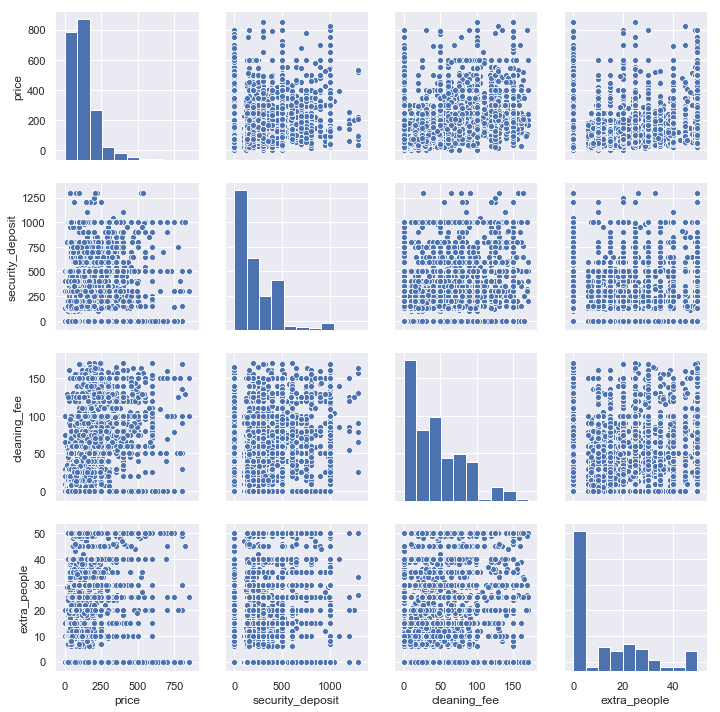 800
600
400
200
0
price
1250
1000
750
500
250
0
security_deposit
150
100
50
0
cleaning_fee
50
40
30
20
10
0
extra_people
0 250 500 750
price
0 500 1000
security_deposit
0 50 100 150
cleaning_fee
0 20 40
extra_people